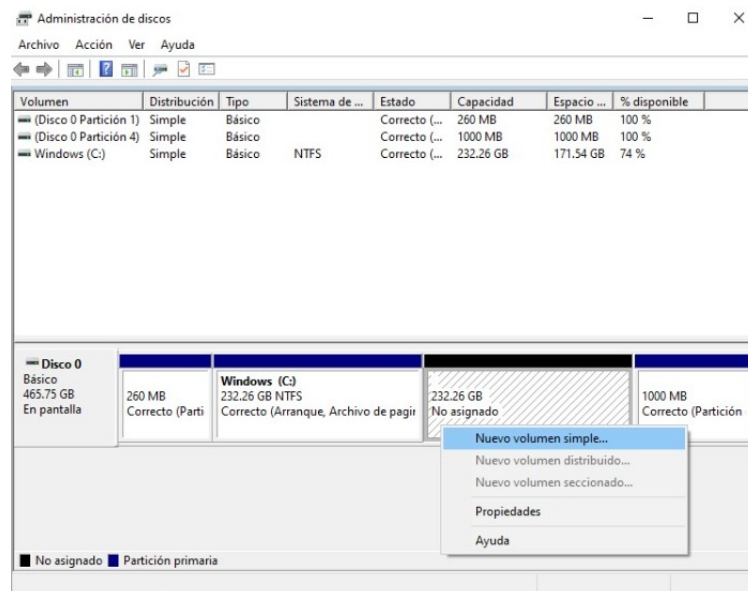 Administración de discos
Archivo Acción Ver Ayuda
Volumen Distribución Tipo Sistema de ... Estado Capacidad Espacio ... % disponible
(Disco 0 Partición 1) Simple Básico Correcto (... 260 MB 260 MB 100 %
(Disco 0 Partición 4) Simple Básico Correcto (... 1000 MB 1000 MB 100 %
Windows (C:) Simple Básico NTFS Correcto (... 232.26 GB 171.54 GB 74 %
Disco 0
Básico
465.75 GB
En pantalla
260 MB
Correcto (Parti
Windows (C:)
232.26 GB NTFS
Correcto (Arranque, Archivo de pagir
232.26 GB
No asignado
1000 MB
Correcto (Partición
Nuevo volumen simple...
Nuevo volumen distribuido...
Nuevo volumen seccionado...
Propiedades
Ayuda
No asignado Partición primaria